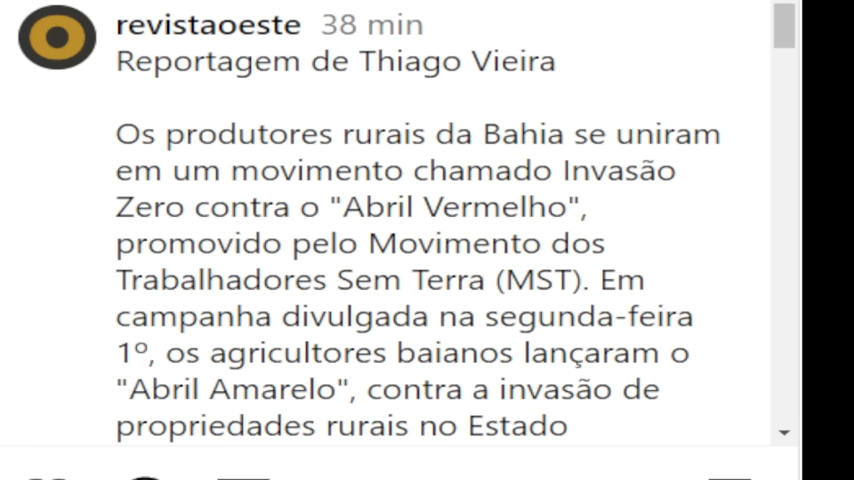 revistaoeste 38 min
Reportagem de Thiago Vieira
Os produtores rurais da Bahia se uniram
em um movimento chamado Invasão
Zero contra o "Abril Vermelho",
promovido pelo Movimento dos
Trabalhadores Sem Terra (MST). Em
campanha divulgada na segunda-feira
1º, os agricultores baianos lançaram o
"Abril Amarelo", contra a invasão de
propriedades rurais no Estado